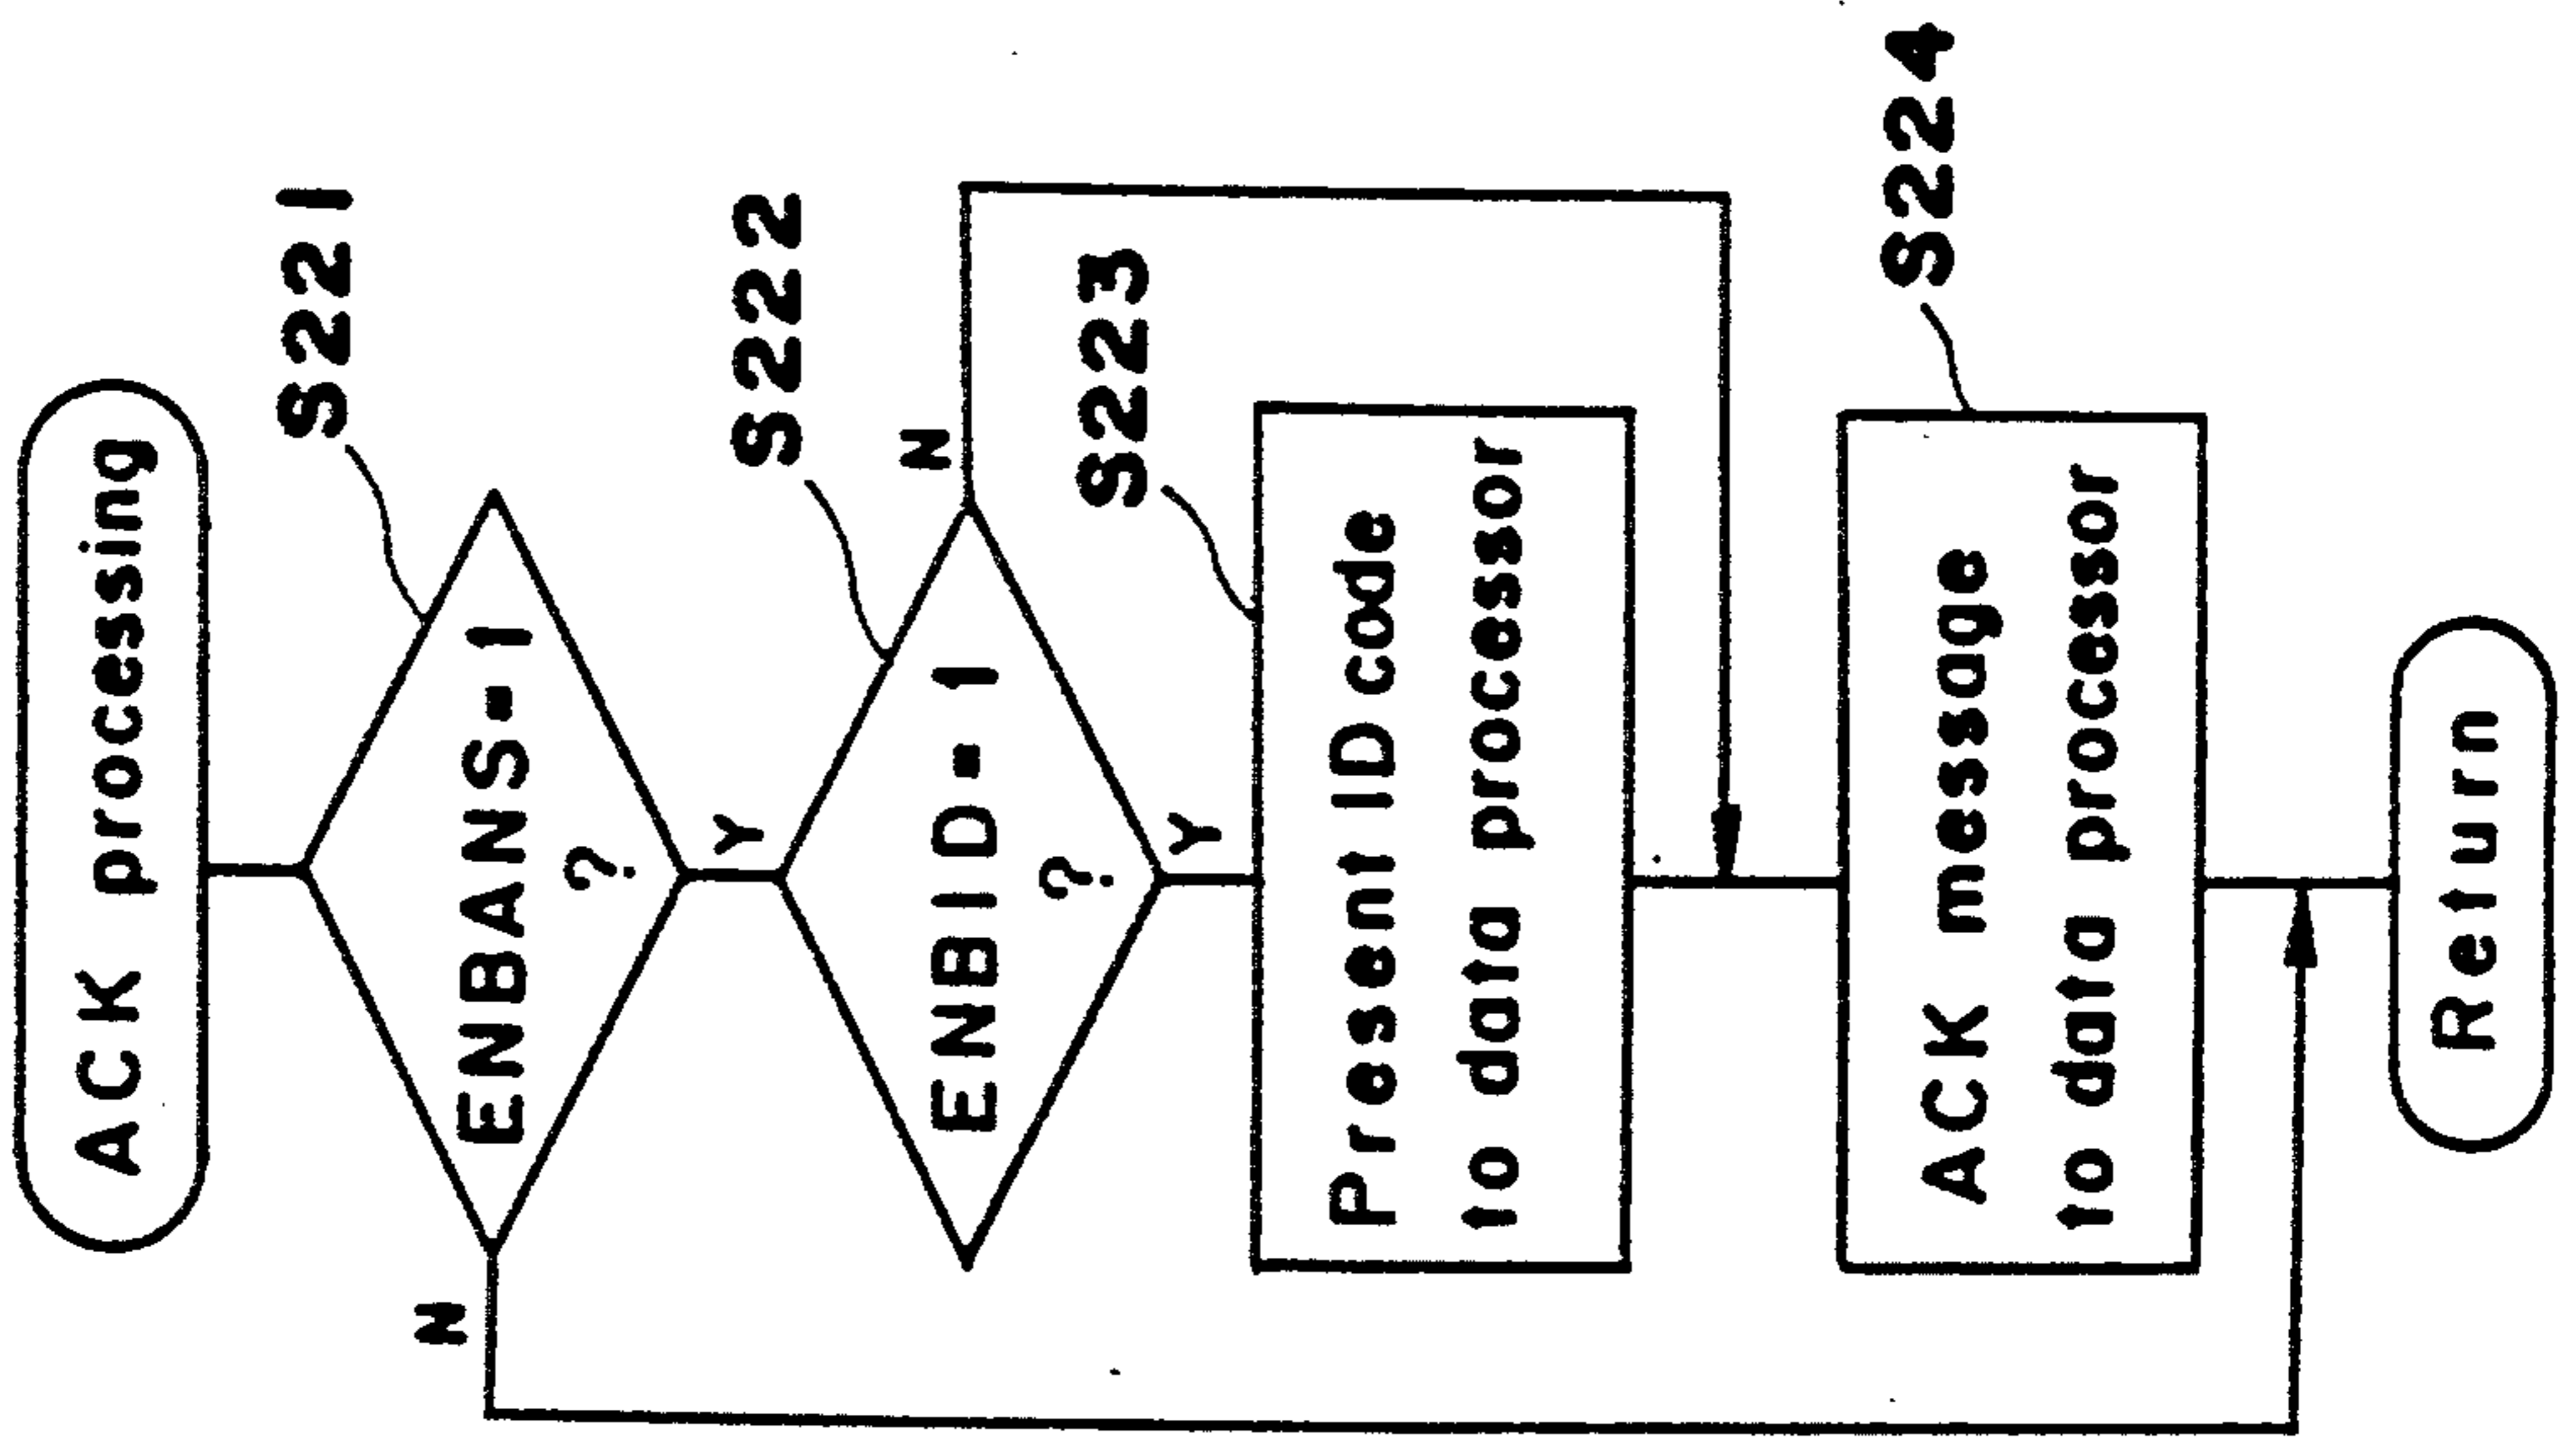 ACK processing
S221
ENBANS=1
?
N
Y
S222
ENBID=1
?
N
Y
S223
Present ID code
to data processor
S224
ACK message
to data processor
Return